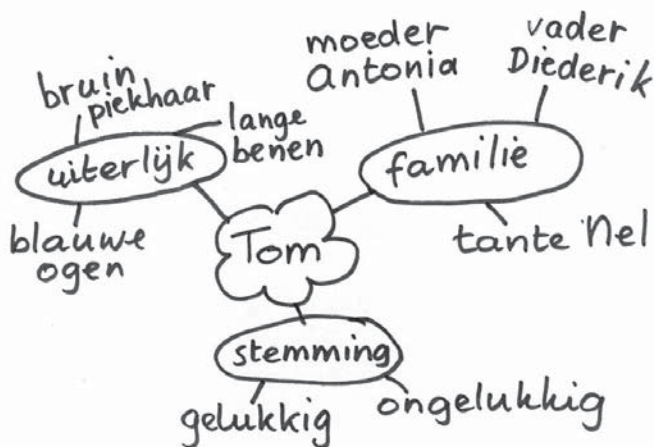 moeder
Antonia
vader
Diederik
bruin
piekhaar
lange
benen
uiterlijk
familie
blauwe
ogen
Tom
tante Nel
stemming
gelukkig
ongelukkig